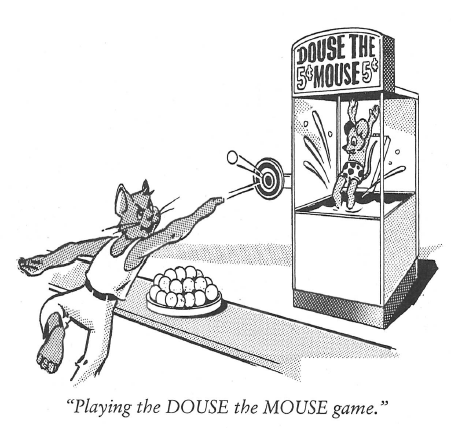 DOUSE THE
5¢ MOUSE 5¢
“Playing the DOUSE the MOUSE game.”